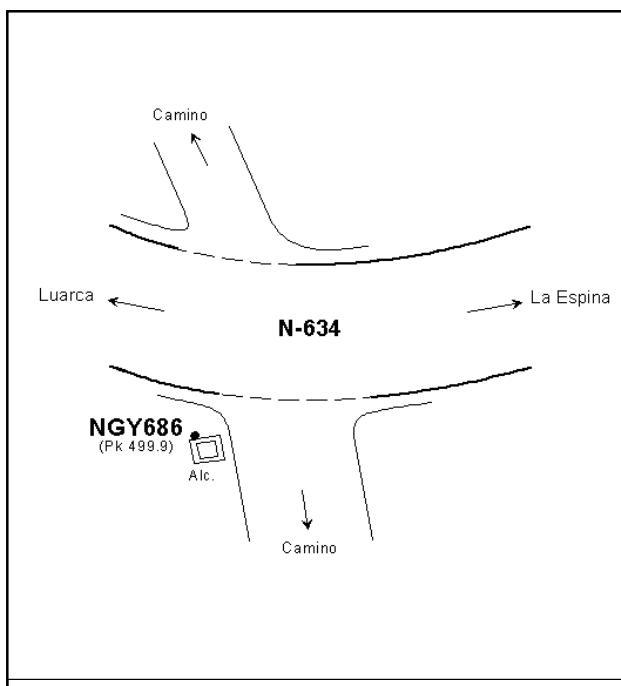 Camino
Luarca
La Espina
N-634
NGY686
(Pk 499.9)
Alc.
Camino